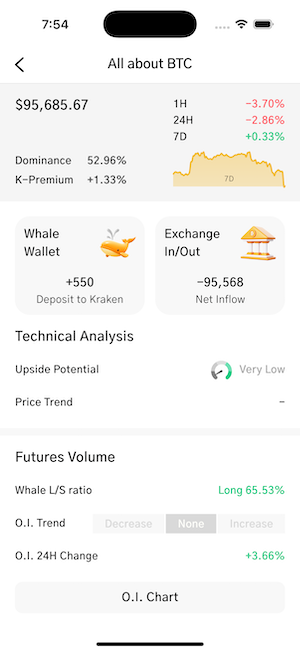 7:54
All about BTC
$95,685.67
1H −3.70%
24H −2.86%
7D +0.33%
Dominance 52.96%
K-Premium +1.33%
7D
Whale
Wallet
+550
Deposit to Kraken
Exchange
In/Out
−95,568
Net Inflow
Technical Analysis
Upside Potential Very Low
Price Trend –
Futures Volume
Whale L/S ratio Long 65.53%
O.I. Trend Decrease None Increase
O.I. 24H Change +3.66%
O.I. Chart